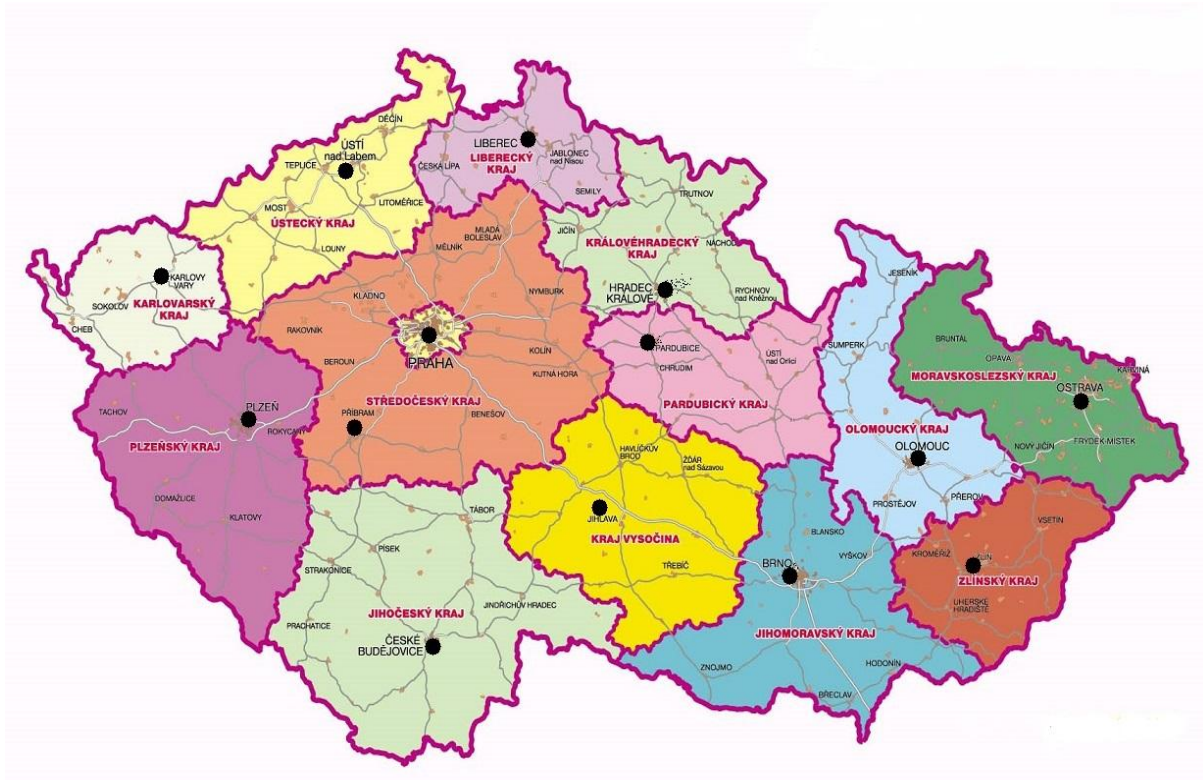 DĚČÍN
ÚSTÍ
nad Labem
TEPLICE
LIBEREC
JABLONEC
nad Nisou
ČESKÁ LÍPA
LIBERECKÝ
KRAJ
SEMILY
TRUTNOV
MOST
LITOMĚŘICE
ÚSTECKÝ KRAJ
LOUNY
MLADÁ
BOLESLAV
MĚLNÍK
JIČÍN
KRÁLOVÉHRADECKÝ
KRAJ
NÁCHOD
KARLOVY
VARY
SOKOLOV
KARLOVARSKÝ
KRAJ
CHEB
KLADNO
NYMBURK
HRADEC
KRÁLOVÉ
RYCHNOV
nad Kněžnou
JESENÍK
RAKOVNÍK
BEROUN
PRAHA
KOLÍN
KUTNÁ HORA
PARDUBICE
CHRUDIM
ÚSTÍ
nad Orlicí
ŠUMPERK
BRUNTÁL
OPAVA
KARVINÁ
MORAVSKOSLEZSKÝ KRAJ
OSTRAVA
TACHOV
PLZEŇ
ROKYCANY
PLZEŇSKÝ KRAJ
STŘEDOČESKÝ KRAJ
PŘÍBRAM
BENEŠOV
PARDUBICKÝ KRAJ
OLOMOUCKÝ KRAJ
OLOMOUC
NOVÝ JIČÍN
FRÝDEK-MÍSTEK
HAVLÍČKŮV
BROD
ŽĎÁR
nad Sázavou
DOMAŽLICE
KLATOVY
TÁBOR
JIHLAVA
KRAJ VYSOČINA
PROSTĚJOV
PŘEROV
VSETÍN
PÍSEK
STRAKONICE
TŘEBÍČ
BLANSKO
VYŠKOV
BRNO
KROMĚŘÍŽ
ZLÍN
ZLÍNSKÝ KRAJ
JIHOČESKÝ KRAJ
JINDŘICHŮV HRADEC
UHERSKÉ
HRADIŠTĚ
PRACHATICE
ČESKÉ
BUDĚJOVICE
JIHOMORAVSKÝ KRAJ
ZNOJMO
HODONÍN
BŘECLAV